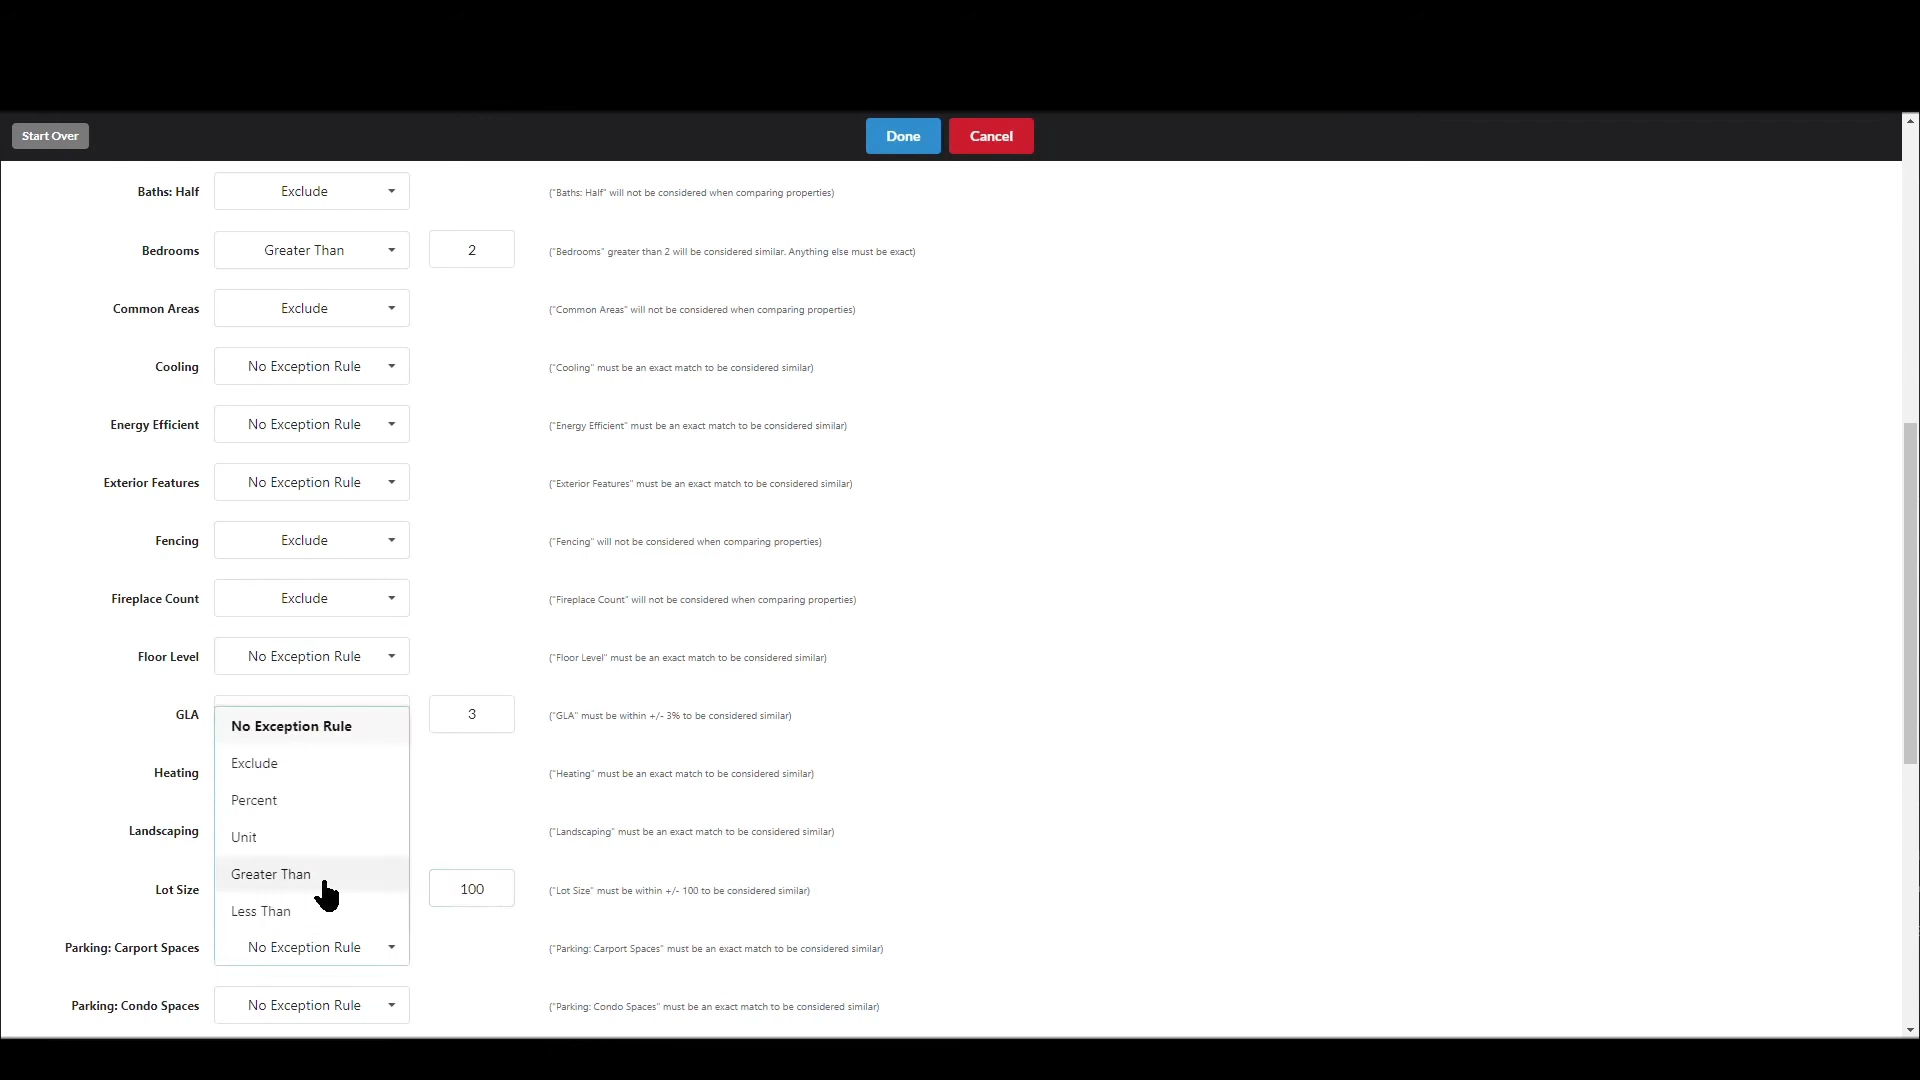 Start Over
Done
Cancel
Baths: Half Exclude ("Baths: Half" will not be considered when comparing properties)
Bedrooms Greater Than 2 ("Bedrooms" greater than 2 will be considered similar. Anything else must be exact)
Common Areas Exclude ("Common Areas" will not be considered when comparing properties)
Cooling No Exception Rule ("Cooling" must be an exact match to be considered similar)
Energy Efficient No Exception Rule ("Energy Efficient" must be an exact match to be considered similar)
Exterior Features No Exception Rule ("Exterior Features" must be an exact match to be considered similar)
Fencing Exclude ("Fencing" will not be considered when comparing properties)
Fireplace Count Exclude ("Fireplace Count" will not be considered when comparing properties)
Floor Level No Exception Rule ("Floor Level" must be an exact match to be considered similar)
GLA 3 ("GLA" must be within +/- 3% to be considered similar)
No Exception Rule
Exclude
Heating ("Heating" must be an exact match to be considered similar)
Percent
Landscaping Unit ("Landscaping" must be an exact match to be considered similar)
Greater Than
Lot Size 100 ("Lot Size" must be within +/- 100 to be considered similar)
Less Than
Parking: Carport Spaces No Exception Rule ("Parking: Carport Spaces" must be an exact match to be considered similar)
Parking: Condo Spaces No Exception Rule ("Parking: Condo Spaces" must be an exact match to be considered similar)